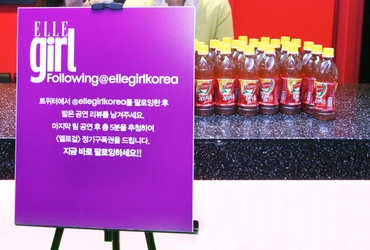 ELLE
girl
Following@ellegirlkorea
트위터에서 @ellegirlkorea를 팔로잉한 후
짧은 공연 리뷰를 남겨주세요.
마지막 팀 공연 후 총 5분을 추첨하여
<엘르걸> 정기구독권을 드립니다.
지금 바로 팔로잉하세요!!